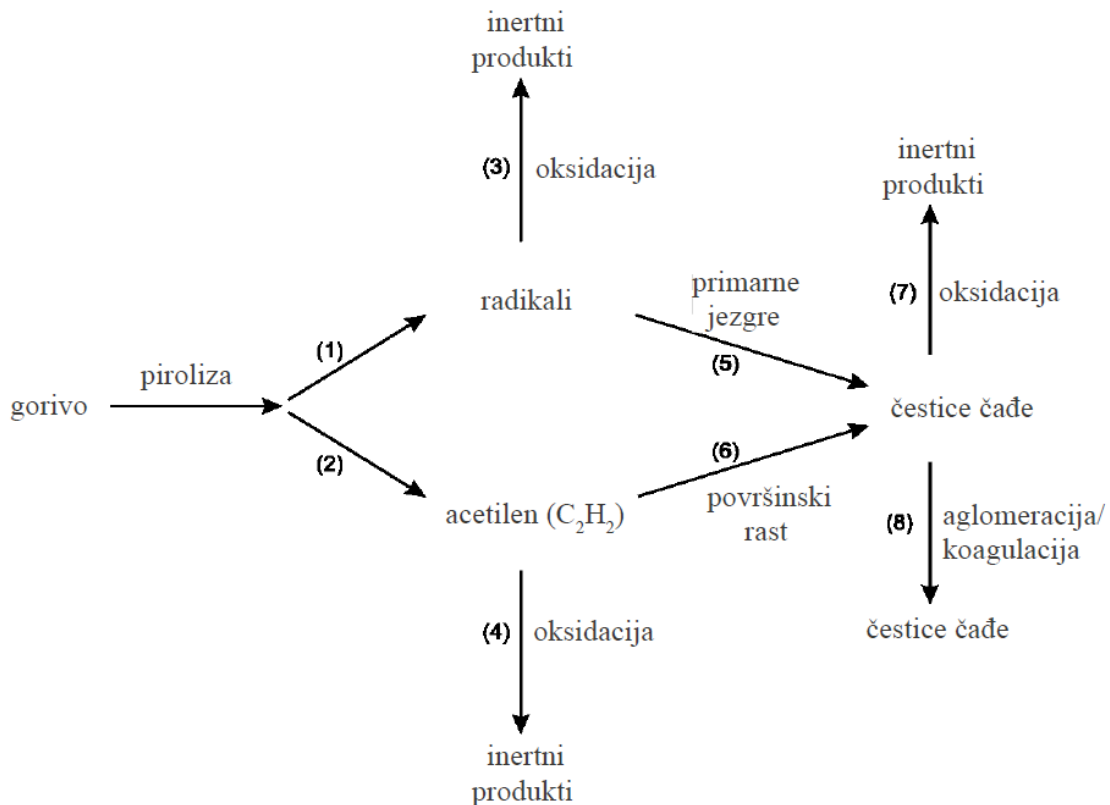 inertni
produkti
(3) oksidacija
inertni
produkti
radikali
primarne
jezgre
(7) oksidacija
(1)
(5)
piroliza
gorivo
čestice čađe
(2)
(6)
acetilen (C₂H₂)
površinski
rast
(8) aglomeracija/
koagulacija
(4) oksidacija
čestice čađe
inertni
produkti